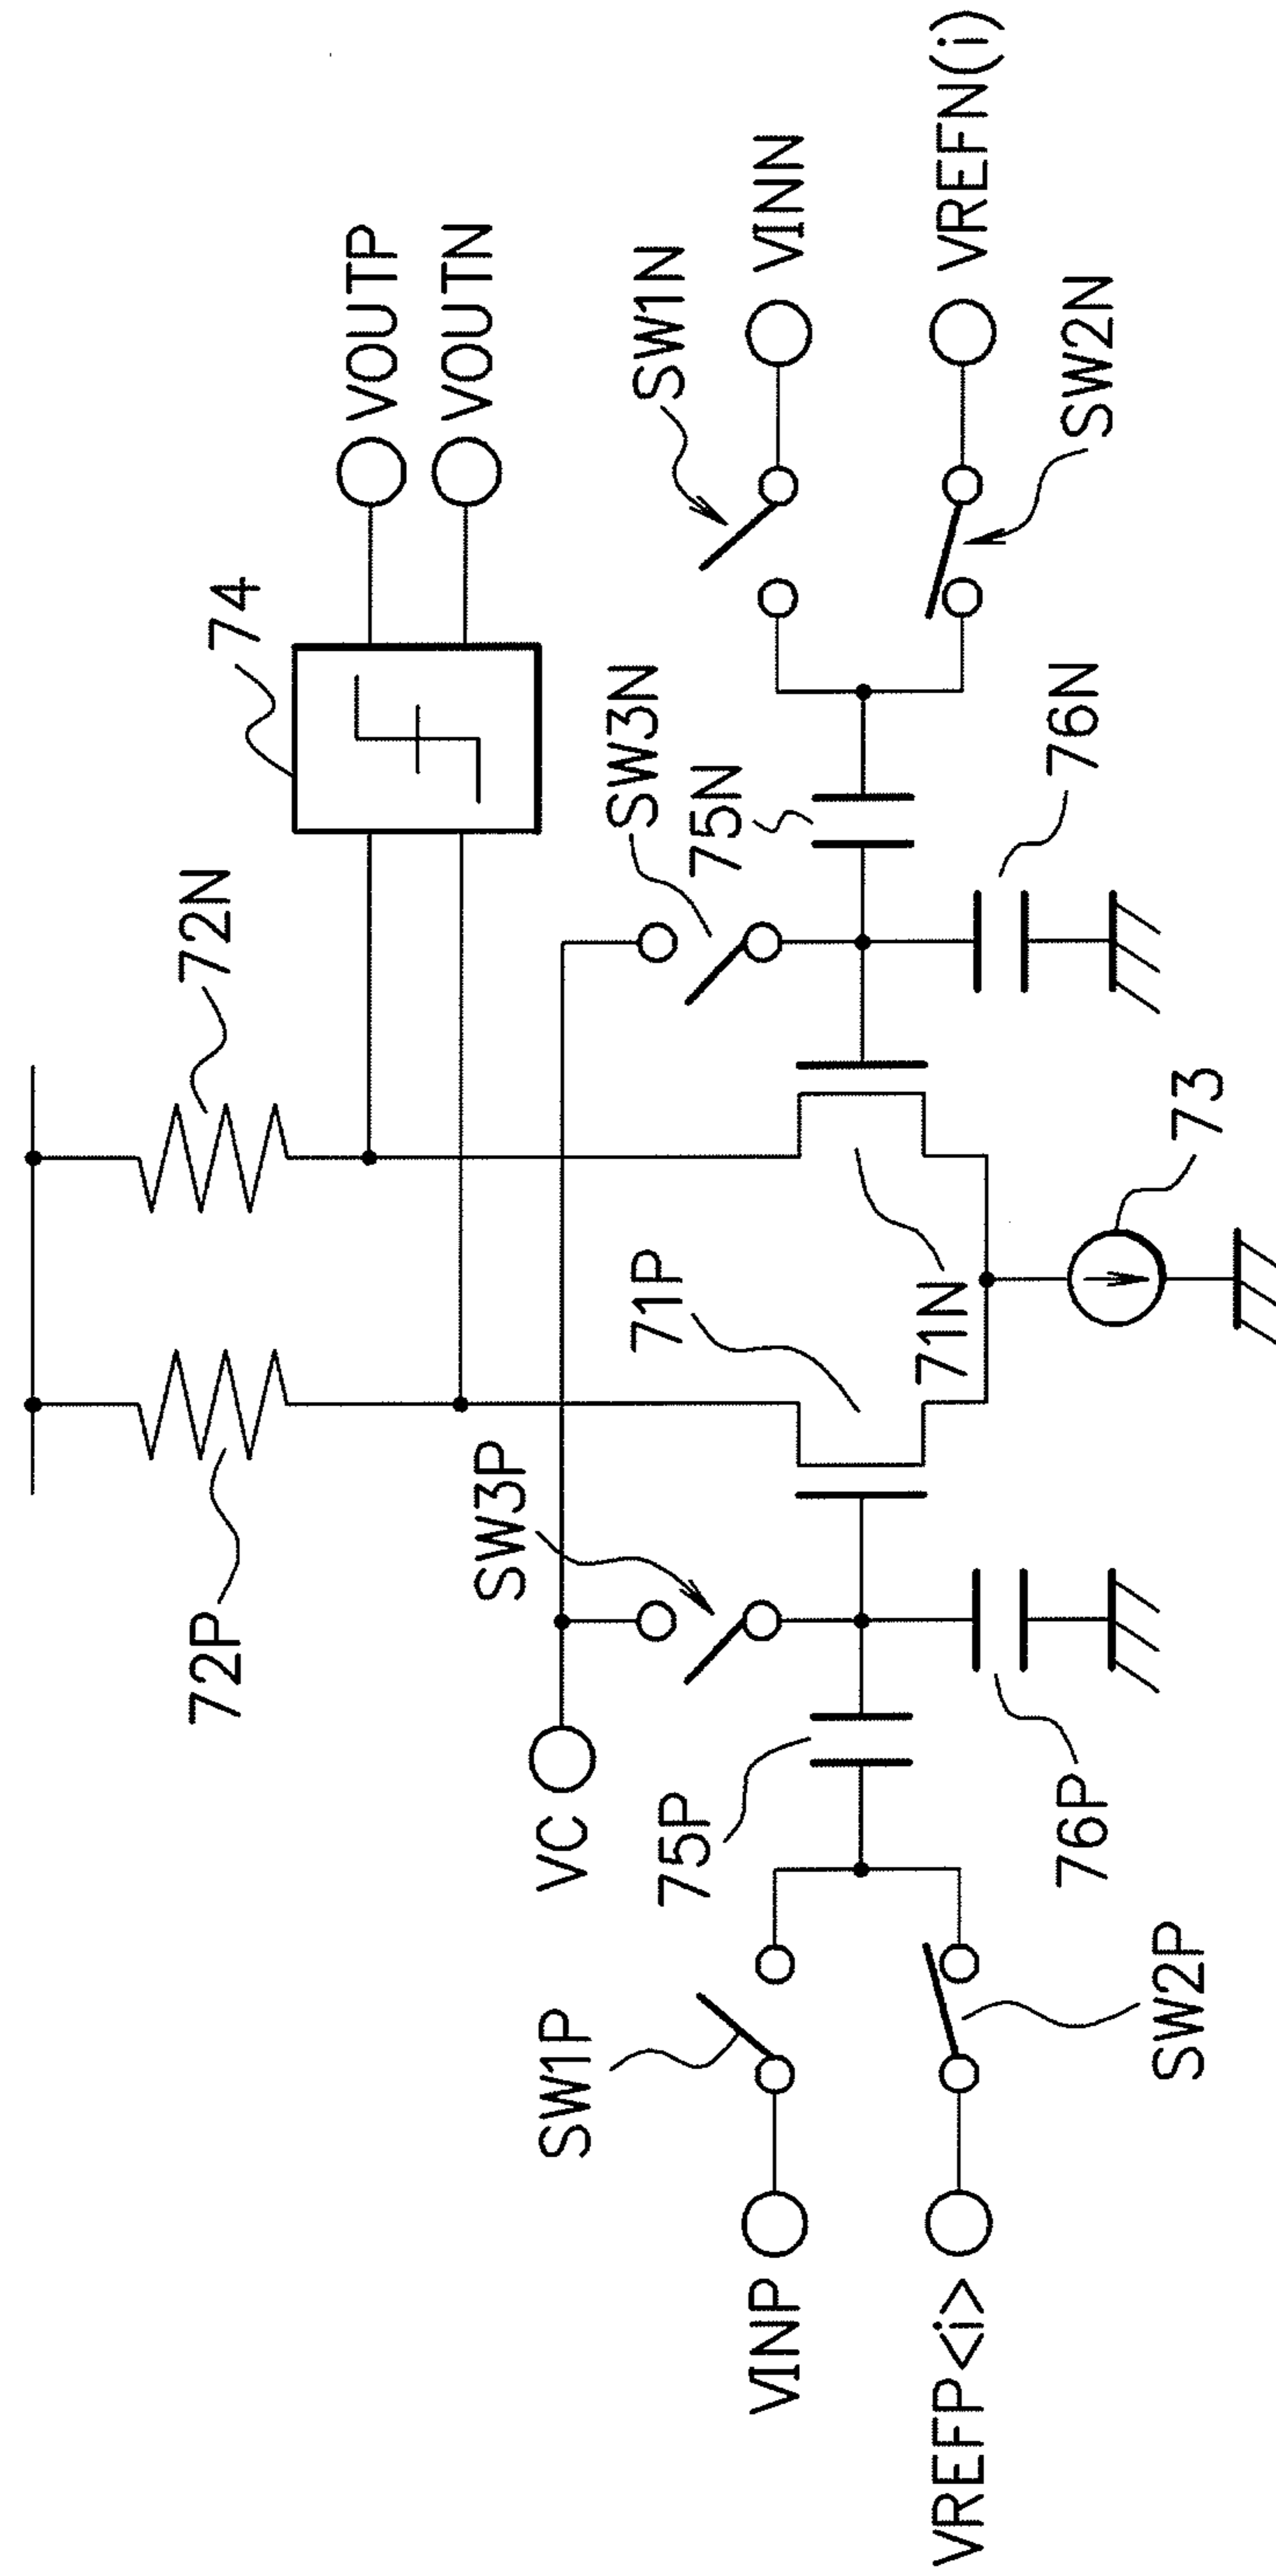 72P
72N
74
VOUTP
VOUTN
SW3P
VC
SW3N
SW1N
VINN
SW1P
75P
71P
75N
VINP
71N
VREFN(i)
VREFP<i>
76P
76N
SW2N
SW2P
73